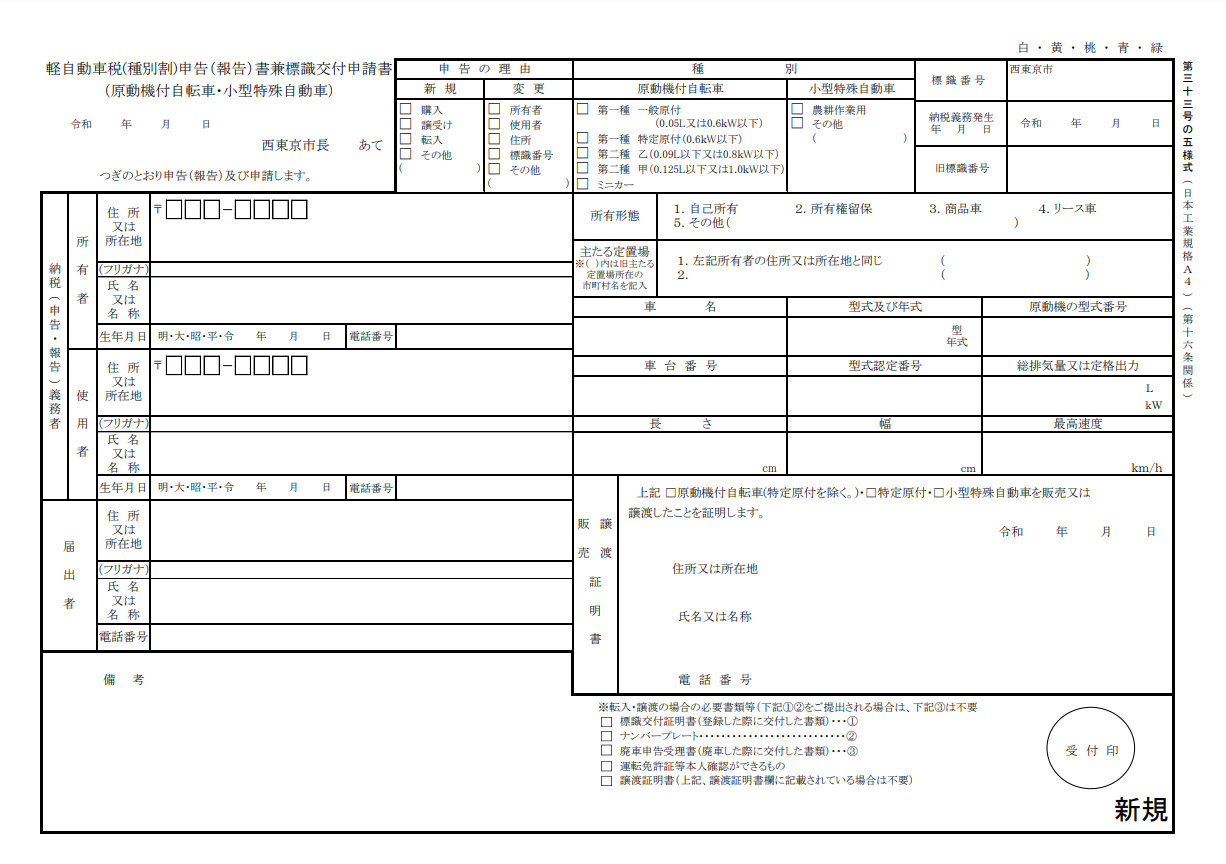 白・黄・桃・青・緑
軽自動車税(種別割)申告(報告)書兼標識交付申請書
(原動機付自転車・小型特殊自動車)
令和　　年　　月　　日
西東京市長　　あて
つぎのとおり申告(報告)及び申請します。
申告の理由
新規
変更
□ 購入
□ 譲受け
□ 転入
□ その他
(　　　　　　)
□ 所有者
□ 使用者
□ 住所
□ 標識番号
□ その他
(　　　　　　)
種別
原動機付自転車
小型特殊自動車
□ 第一種 一般原付
(0.05L以下又は0.6kW以下)
□ 第一種 特定原付(0.6kW以下)
□ 第二種 乙(0.09L以下又は0.8kW以下)
□ 第二種 甲(0.125L以下又は1.0kW以下)
□ ミニカー
□ 農耕作業用
□ その他
(　　　　　　)
標識番号
西東京市
納税義務発生
年　月　日
令和　　年　　月　　日
旧標識番号
第三十三号の五様式(日本工業規格A4)(第十六条関係)
納税(申告・報告)義務者
所有者
住所
又は
所在地
〒□□□-□□□□
(フリガナ)
氏名
又は
名称
生年月日
明・大・昭・平・令　　年　　月　　日
電話番号
使用者
住所
又は
所在地
〒□□□-□□□□
(フリガナ)
氏名
又は
名称
生年月日
明・大・昭・平・令　　年　　月　　日
電話番号
届出者
住所
又は
所在地
(フリガナ)
氏名
又は
名称
電話番号
備考
所有形態
1. 自己所有　　2. 所有権留保　　3. 商品車　　4. リース車
5. その他(　　　　　　)
主たる定置場
※( )内は旧主たる
定置場所在の
市町村名を記入
1. 左記所有者の住所又は所在地と同じ　　(　　　　　　)
2.　　(　　　　　　)
車名
型式及び年式
原動機の型式番号
型
年式
車台番号
型式認定番号
総排気量又は定格出力
L
kW
長さ
幅
最高速度
cm
cm
km/h
販売
譲渡
証明書
上記 □原動機付自転車(特定原付を除く。)・□特定原付・□小型特殊自動車を販売又は
譲渡したことを証明します。
令和　　年　　月　　日
住所又は所在地
氏名又は名称
電話番号
※転入・譲渡の場合の必要書類等(下記①②をご提出される場合は、下記③は不要
□ 標識交付証明書(登録した際に交付した書類)・・・①
□ ナンバープレート・・・・・・・・・・・・・・・・・・・・・・・・・・・②
□ 廃車申告受理書(廃車した際に交付した書類)・・・③
□ 運転免許証等本人確認ができるもの
□ 譲渡証明書(上記、譲渡証明書欄に記載されている場合は不要)
受付印
新規